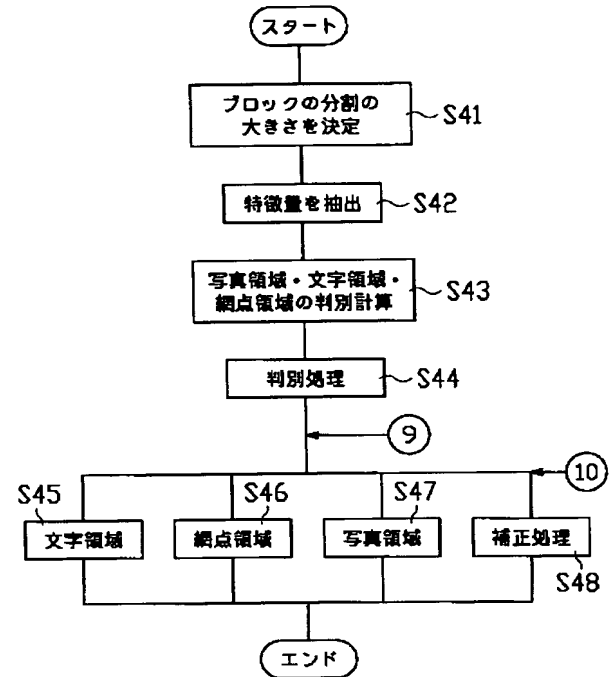 スタート
ブロックの分割の
大きさを決定
S41
特徴量を抽出
S42
写真領域・文字領域・
網点領域の判別計算
S43
判別処理
S44
9
10
S45
S46
S47
文字領域
網点領域
写真領域
補正処理
S48
エンド